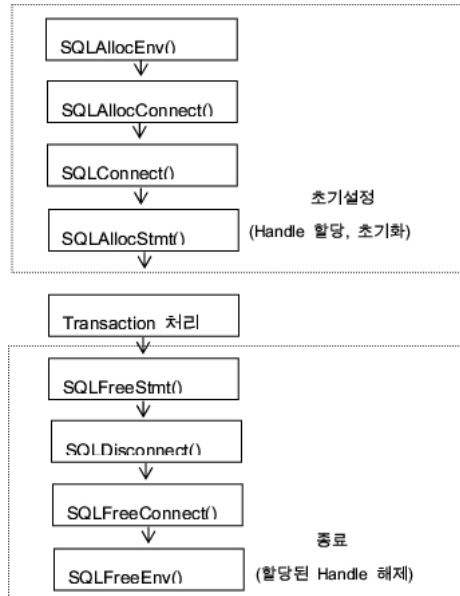 SQLAllocEnv()
SQLAllocConnect()
SQLConnect()
초기설정
SQLAllocStmt()
(Handle 할당, 초기화)
Transaction 처리
SQLFreeStmt()
SQLDisconnect()
SQLFreeConnect()
종료
SQLFreeEnv()
(할당된 Handle 해제)